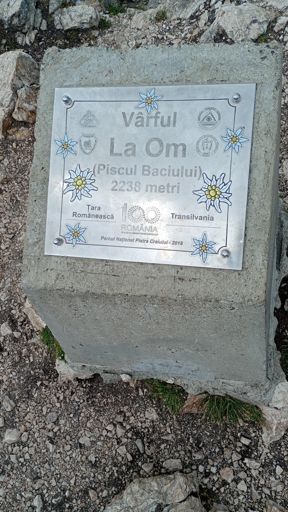 Vârful
La Om
(Piscul Baciului)
2238 metri
Țara
Românească
100
ROMÂNIA
Transilvania
Parcul Național Piatra Craiului - 2018